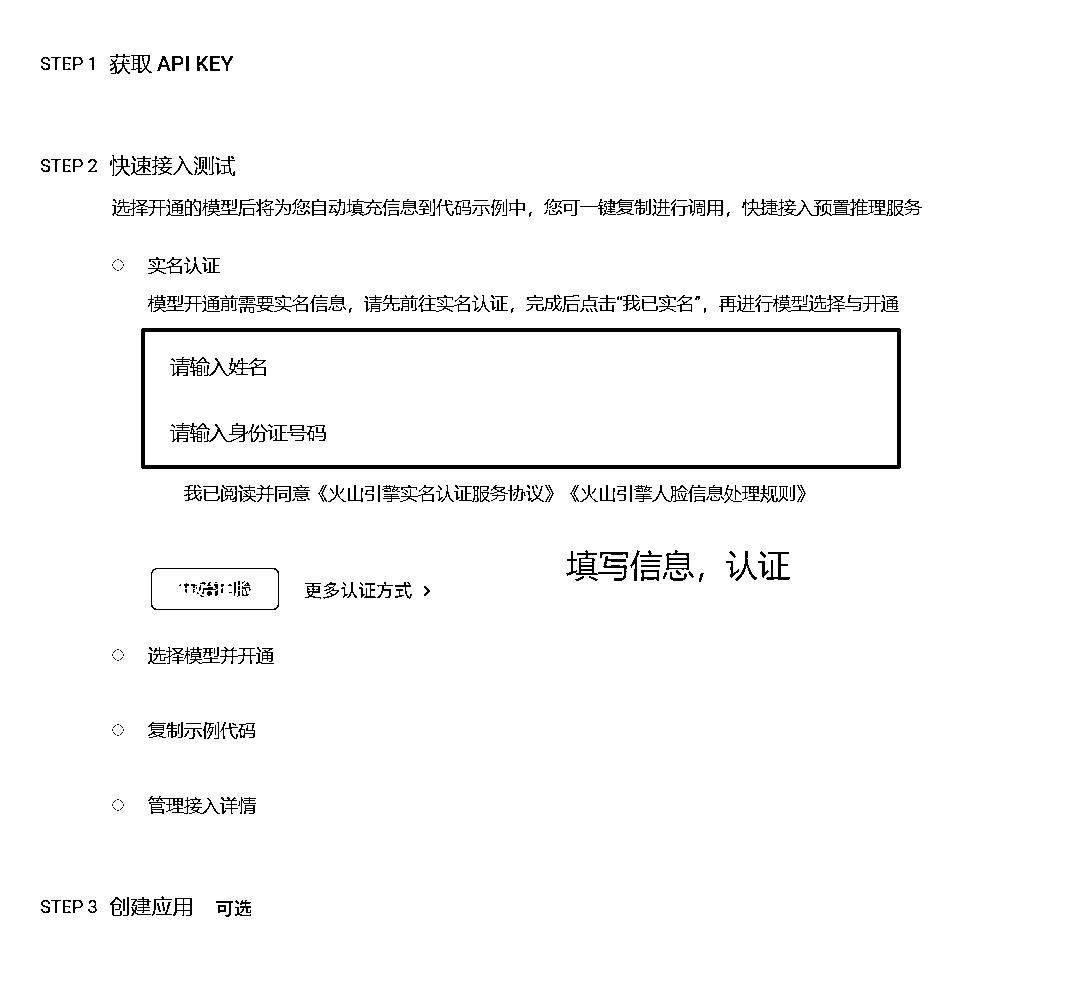 STEP 1 获取 API KEY
STEP 2 快速接入测试
选择开通的模型后将为您自动填充信息到代码示例中，您可一键复制进行调用，快捷接入预置推理服务
实名认证
模型开通前需要实名信息，请先前往实名认证，完成后点击“我已实名”，再进行模型选择与开通
请输入姓名
请输入身份证号码
我已阅读并同意《火山引擎实名认证服务协议》《火山引擎人脸信息处理规则》
填写信息，认证
更多认证方式 >
选择模型并开通
复制示例代码
管理接入详情
STEP 3 创建应用 可选